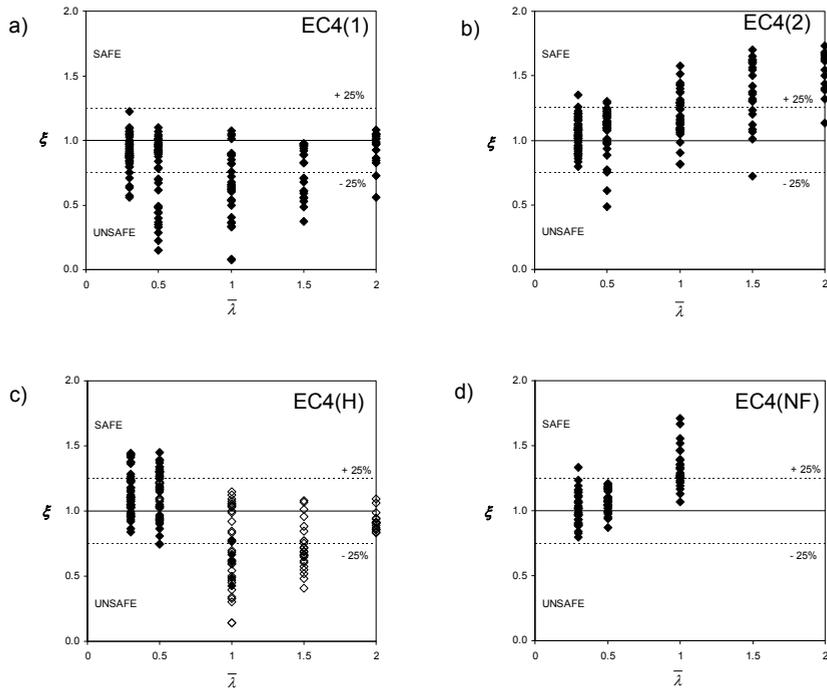 a)
EC4(1)
2.0
SAFE
1.5
+ 25%
1.0
ξ
- 25%
0.5
UNSAFE
0.0
0 0.5 1 1.5 2
λ̅
b)
EC4(2)
2.0
SAFE
1.5
+ 25%
1.0
ξ
- 25%
0.5
UNSAFE
0.0
0 0.5 1 1.5 2
λ̅
c)
EC4(H)
2.0
SAFE
1.5
+ 25%
1.0
ξ
- 25%
0.5
UNSAFE
0.0
0 0.5 1 1.5 2
λ̅
d)
EC4(NF)
2.0
SAFE
1.5
+ 25%
1.0
ξ
- 25%
0.5
UNSAFE
0.0
0 0.5 1 1.5 2
λ̅